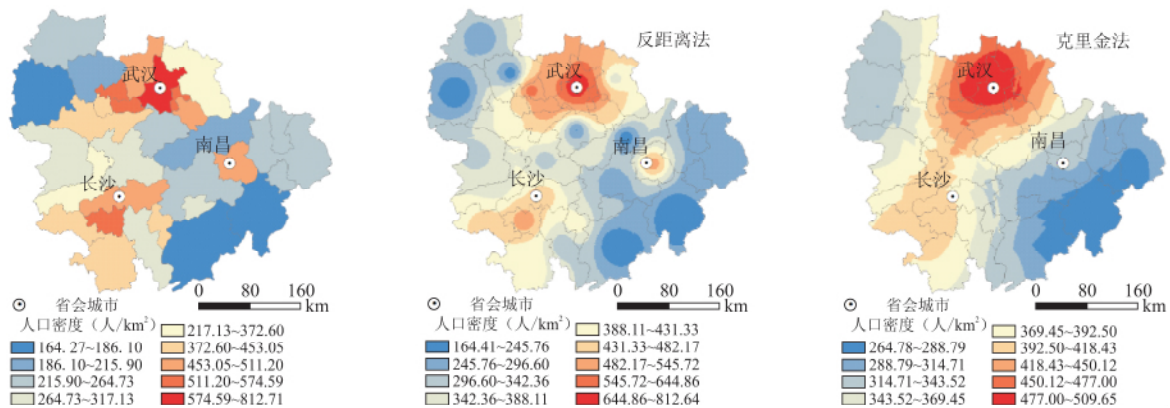 武汉
南昌
长沙
0 80 160
km
省会城市
人口密度（人/km²）
164. 27~186. 10
186. 10~215. 90
215.90~264.73
264.73~317.13
217.13~372.60
372.60~453.05
453.05~511.20
511.20~574.59
574.59~812.71
反距离法
武汉
南昌
长沙
0 60 120
km
省会城市
人口密度（人/km²）
164.41~245.76
245.76~296.60
296.60~342.36
342.36~388.11
388.11~431.33
431.33~482.17
482.17~545.72
545.72~644.86
644.86~812.64
克里金法
武汉
南昌
长沙
0 80 160
km
省会城市
人口密度（人/km²）
264.78~288.79
288.79~314.71
314.71~343.52
343.52~369.45
369.45~392.50
392.50~418.43
418.43~450.12
450.12~477.00
477.00~509.65